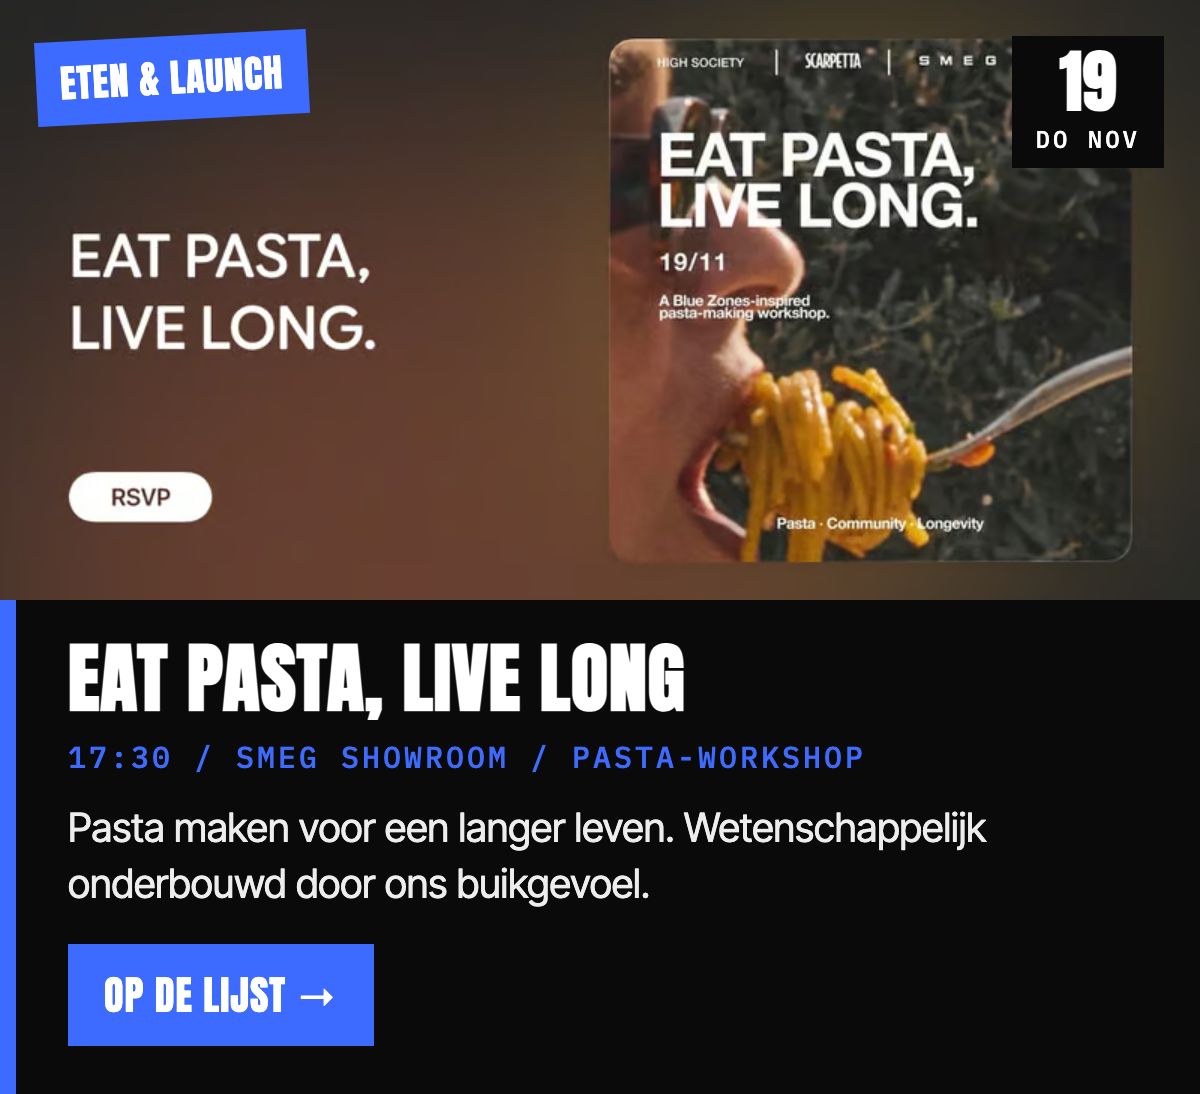 ETEN & LAUNCH
EAT PASTA,
LIVE LONG.
RSVP
HIGH SOCIETY | SCARPETTA | SMEG
EAT PASTA,
LIVE LONG.
19/11
A Blue Zones-inspired
pasta-making workshop.
Pasta · Community · Longevity
19
DO NOV
EAT PASTA, LIVE LONG
17:30 / SMEG SHOWROOM / PASTA-WORKSHOP
Pasta maken voor een langer leven. Wetenschappelijk
onderbouwd door ons buikgevoel.
OP DE LIJST →